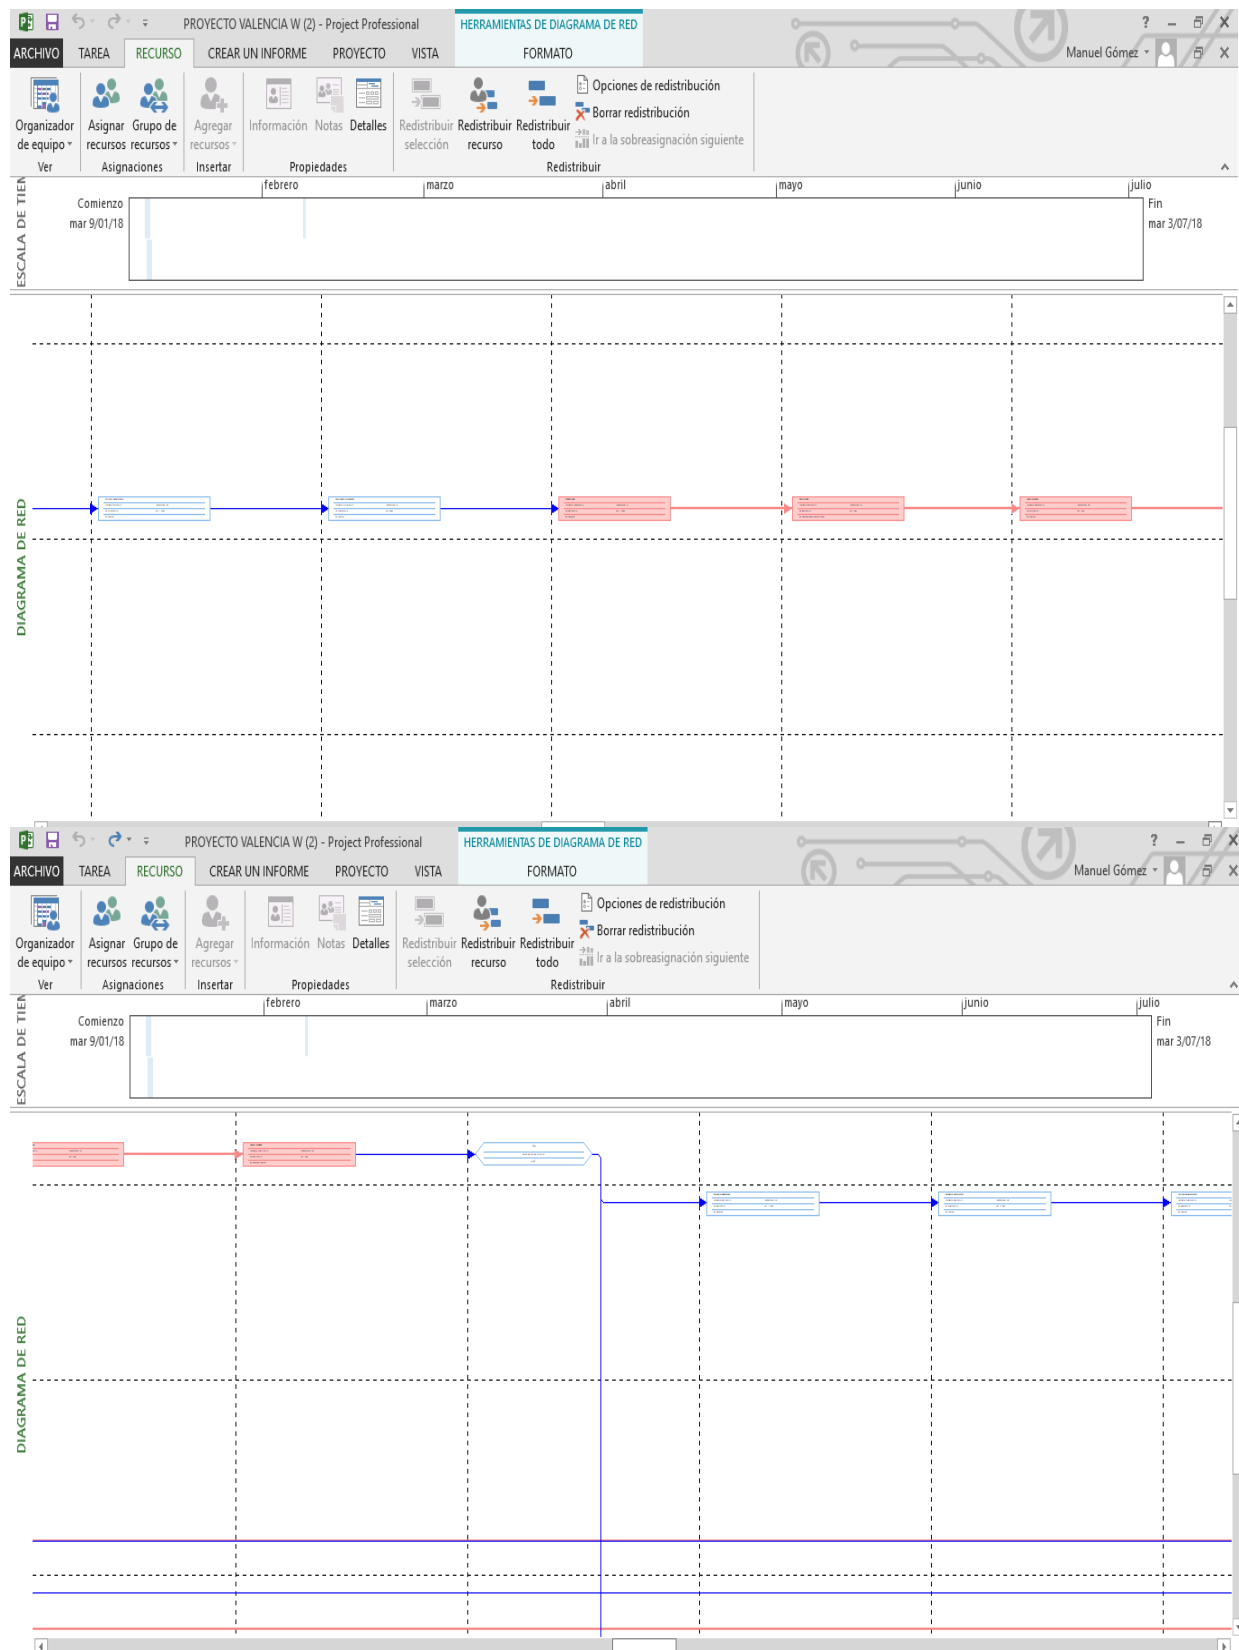 PROYECTO VALENCIA W (2) - Project Professional
HERRAMIENTAS DE DIAGRAMA DE RED
?
ARCHIVO TAREA RECURSO CREAR UN INFORME PROYECTO VISTA FORMATO
Manuel Gómez
Organizador de equipo
Asignar recursos
Grupo de recursos
Agregar recursos
Información
Notas
Detalles
Redistribuir selección
Redistribuir recurso
Redistribuir todo
Opciones de redistribución
Borrar redistribución
Ir a la sobreasignación siguiente
Ver Asignaciones Insertar Propiedades Redistribuir
ESCALA DE TIEN
febrero marzo abril mayo junio julio
Comienzo
mar 9/01/18
Fin
mar 3/07/18
DIAGRAMA DE RED
PROYECTO VALENCIA W (2) - Project Professional
HERRAMIENTAS DE DIAGRAMA DE RED
?
ARCHIVO TAREA RECURSO CREAR UN INFORME PROYECTO VISTA FORMATO
Manuel Gómez
Organizador de equipo
Asignar recursos
Grupo de recursos
Agregar recursos
Información
Notas
Detalles
Redistribuir selección
Redistribuir recurso
Redistribuir todo
Opciones de redistribución
Borrar redistribución
Ir a la sobreasignación siguiente
Ver Asignaciones Insertar Propiedades Redistribuir
ESCALA DE TIEN
febrero marzo abril mayo junio julio
Comienzo
mar 9/01/18
Fin
mar 3/07/18
DIAGRAMA DE RED